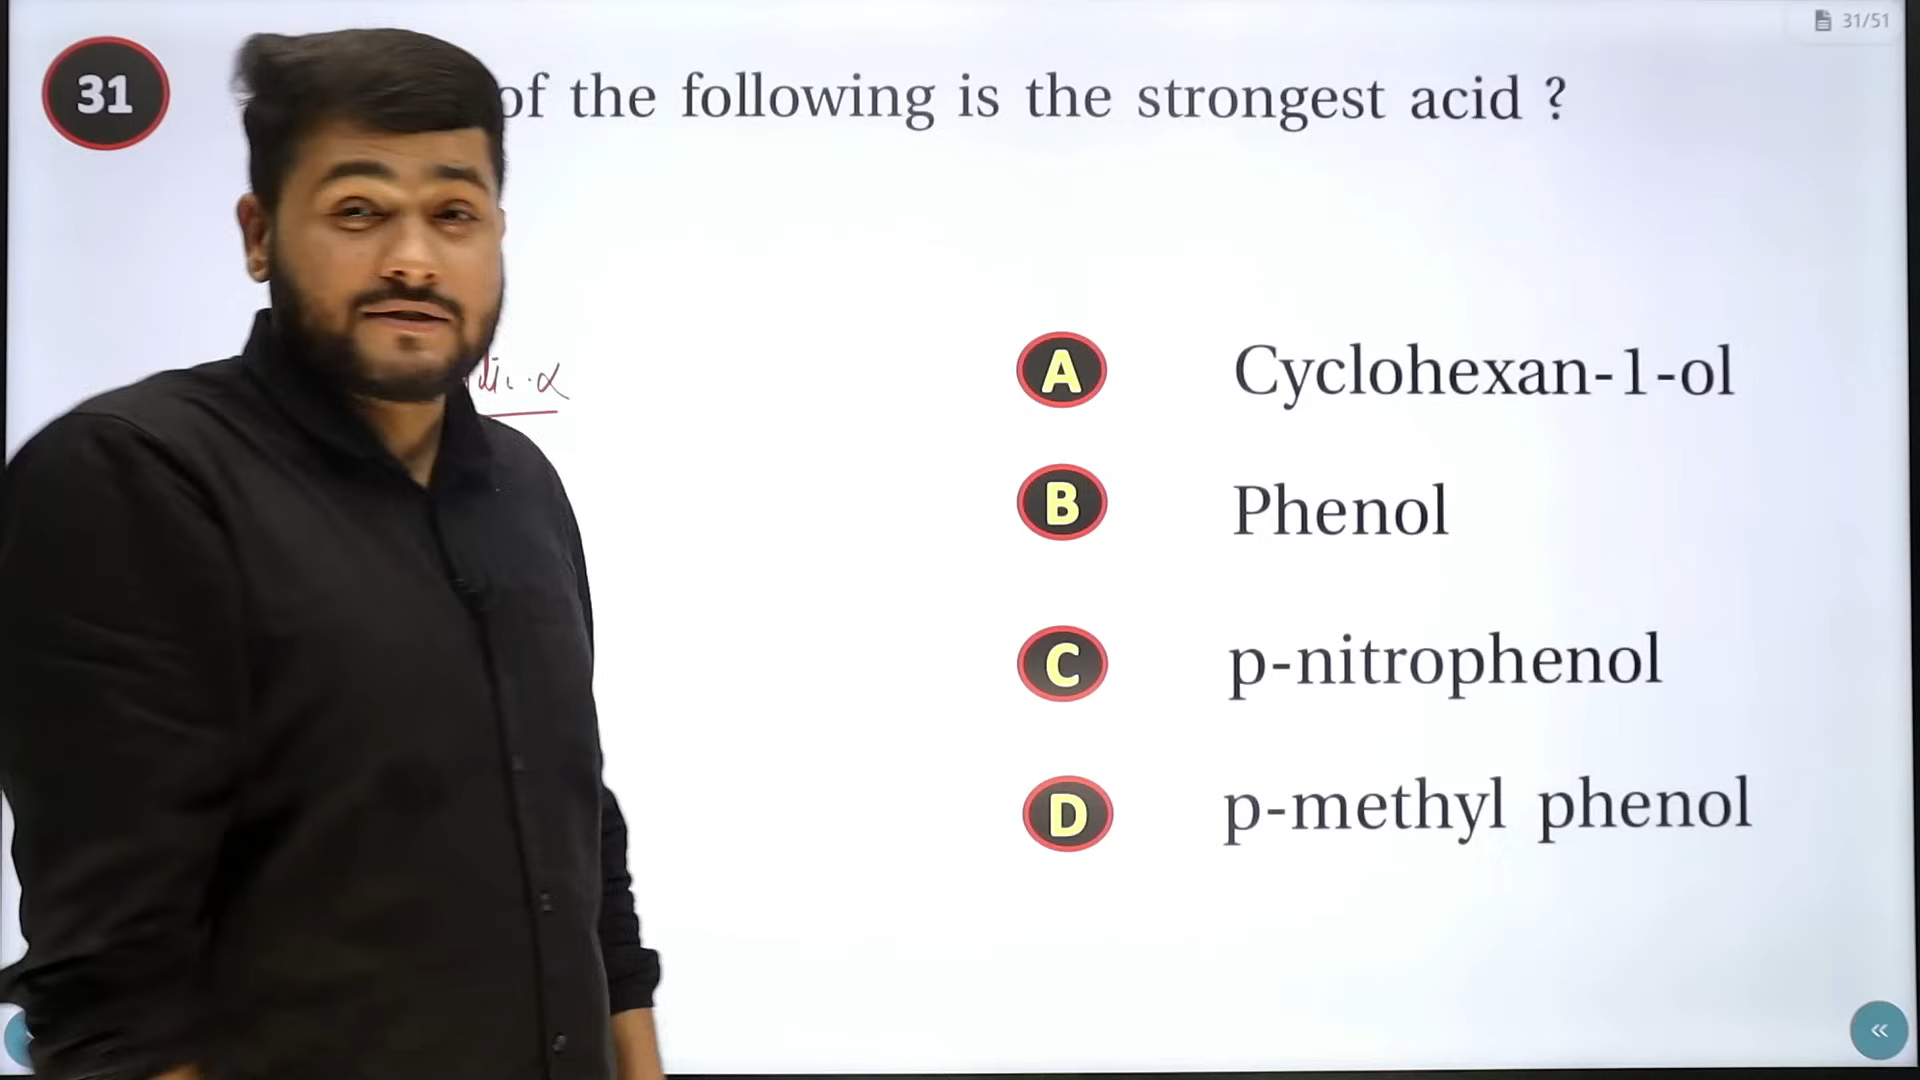 31/51
31
of the following is the strongest acid ?
A Cyclohexan-1-ol
B Phenol
C p-nitrophenol
D p-methyl phenol